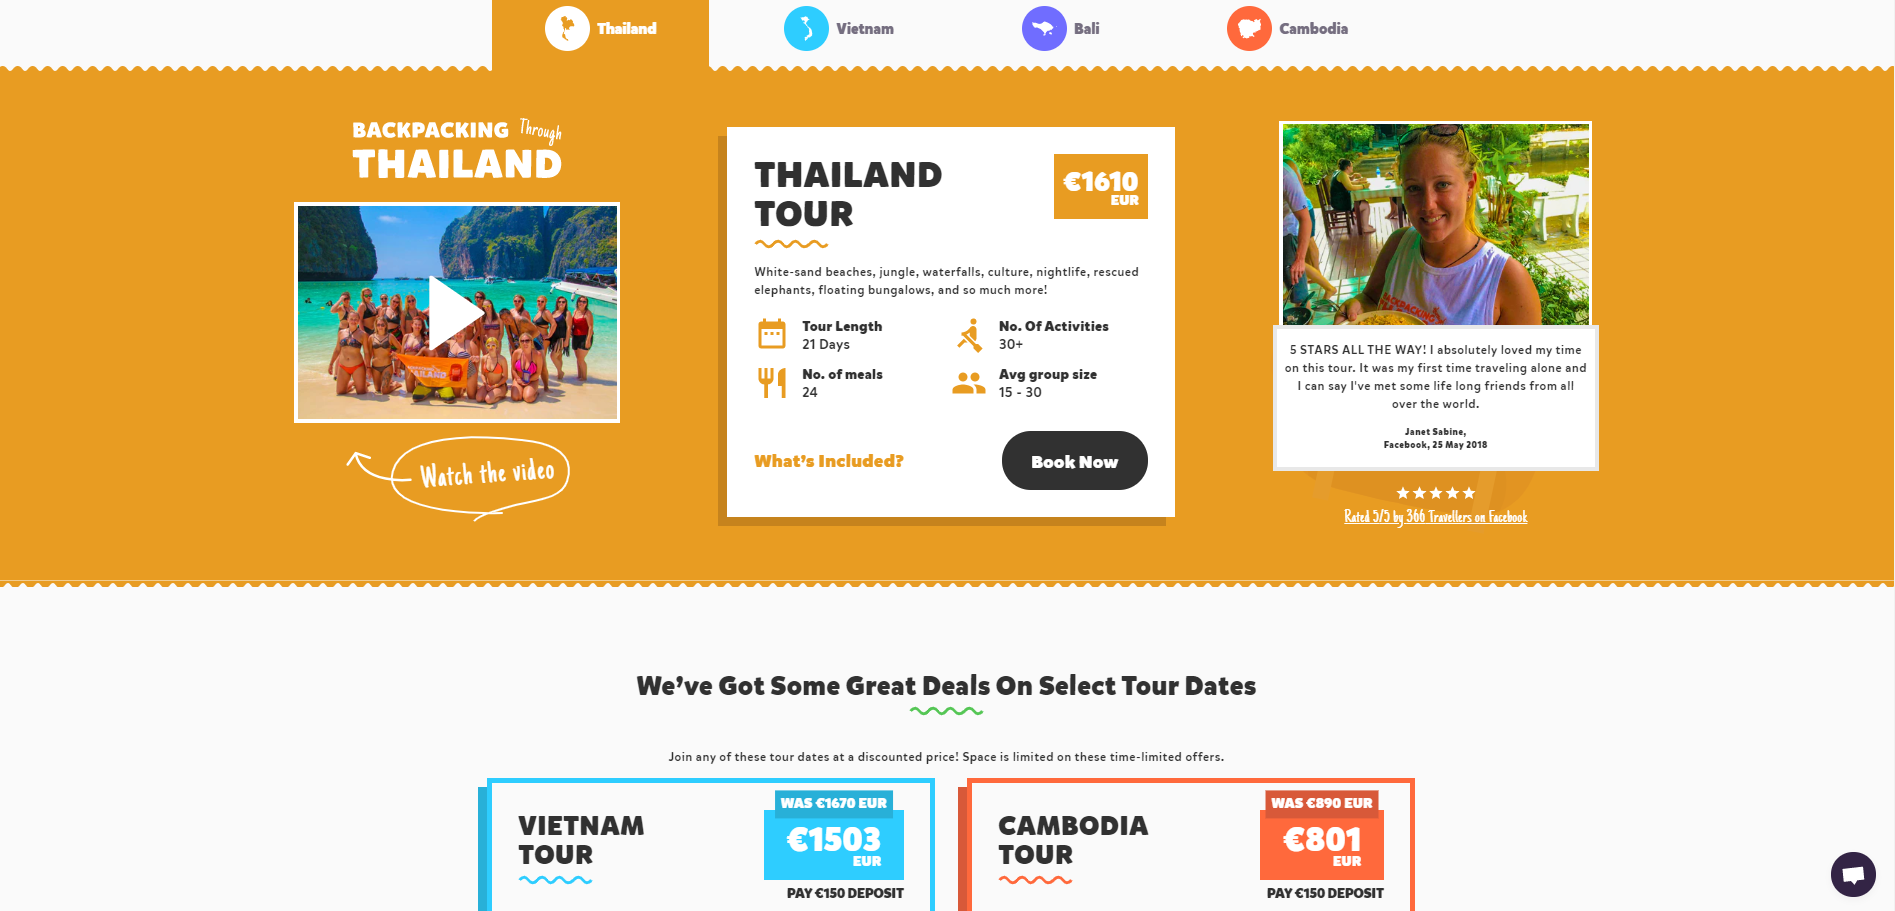 Thailand
Vietnam
Bali
Cambodia
BACKPACKING Through
THAILAND
Watch the video
THAILAND
TOUR
€1610
EUR
White-sand beaches, jungle, waterfalls, culture, nightlife, rescued
elephants, floating bungalows, and so much more!
Tour Length
21 Days
No. Of Activities
30+
No. of meals
24
Avg group size
15 - 30
What's Included?
Book Now
5 STARS ALL THE WAY! I absolutely loved my time
on this tour. It was my first time traveling alone and
I can say I've met some life long friends from all
over the world.
Janet Sabine,
Facebook, 25 May 2018
Rated 5/5 by 366 Travellers on Facebook
We've Got Some Great Deals On Select Tour Dates
Join any of these tour dates at a discounted price! Space is limited on these time-limited offers.
VIETNAM
TOUR
WAS €1670 EUR
€1503
EUR
PAY €150 DEPOSIT
CAMBODIA
TOUR
WAS €890 EUR
€801
EUR
PAY €150 DEPOSIT